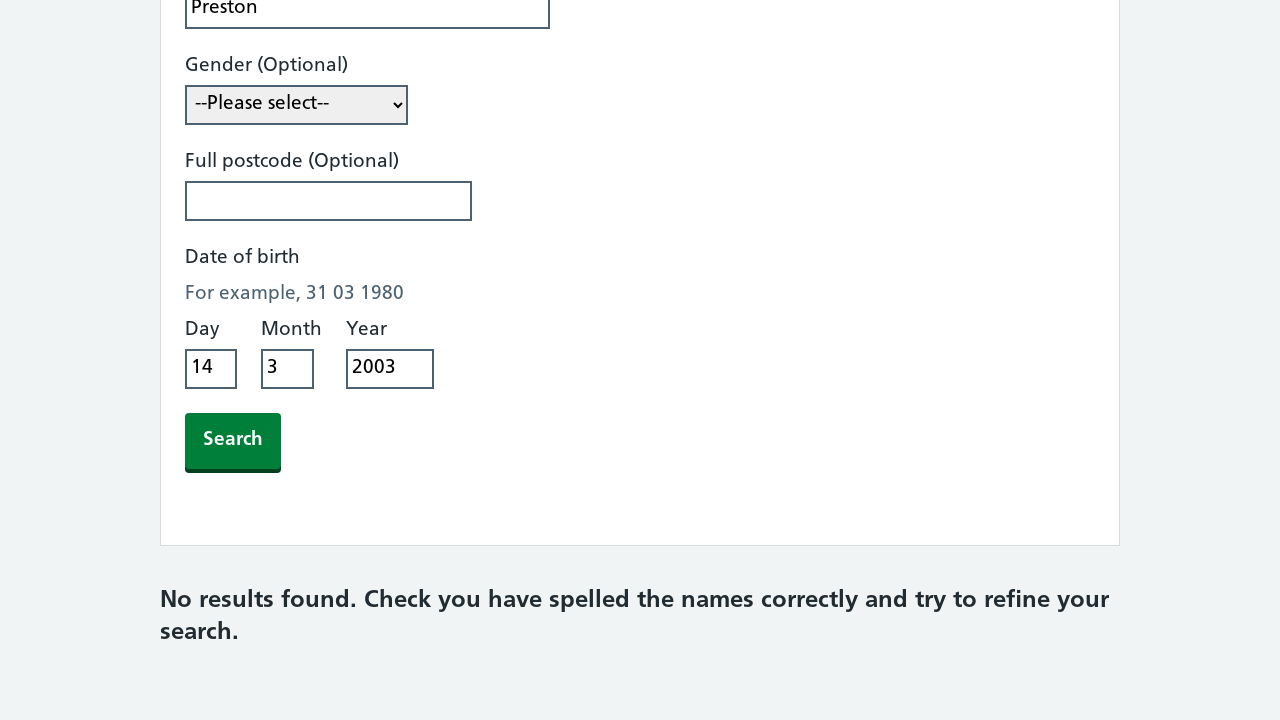 Preston
Gender (Optional)
--Please select--
Full postcode (Optional)
Date of birth
For example, 31 03 1980
Day Month Year
14 3 2003
Search
No results found. Check you have spelled the names correctly and try to refine your
search.